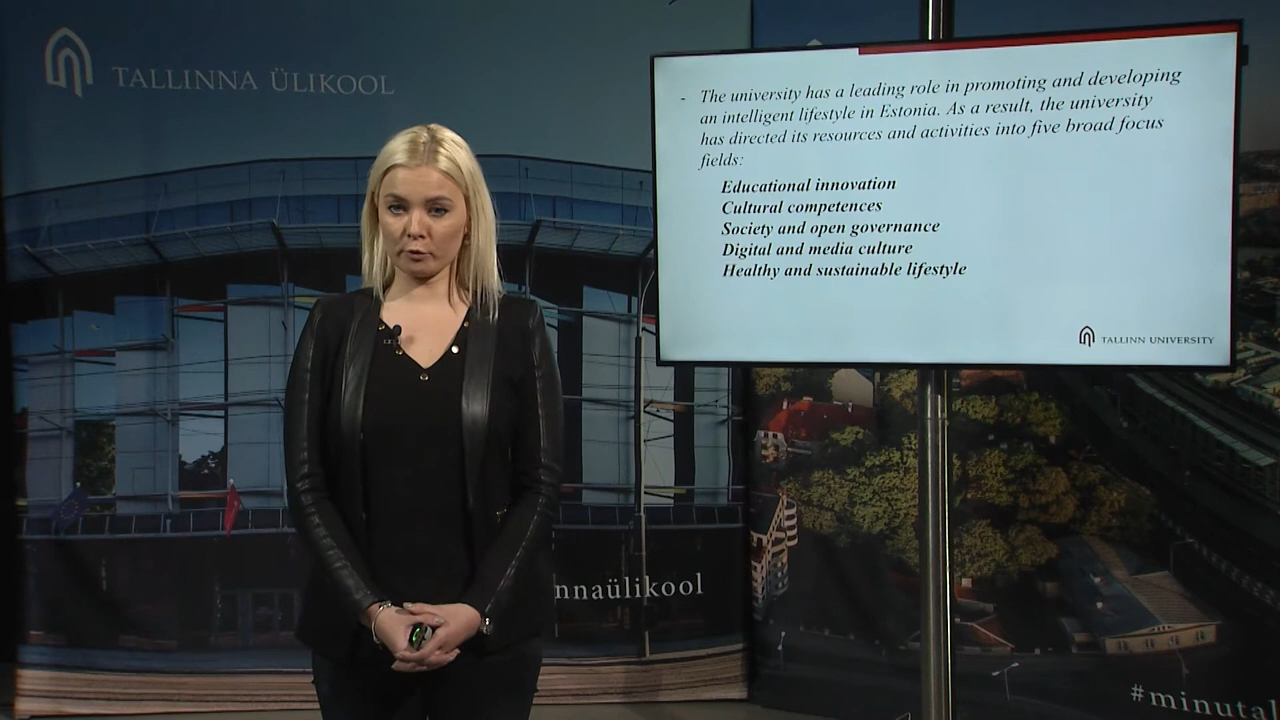 TALLINNA ÜLIKOOL
- The university has a leading role in promoting and developing
an intelligent lifestyle in Estonia. As a result, the university
has directed its resources and activities into five broad focus
fields:
Educational innovation
Cultural competences
Society and open governance
Digital and media culture
Healthy and sustainable lifestyle
TALLINN UNIVERSITY
nnaülikool
#minutal